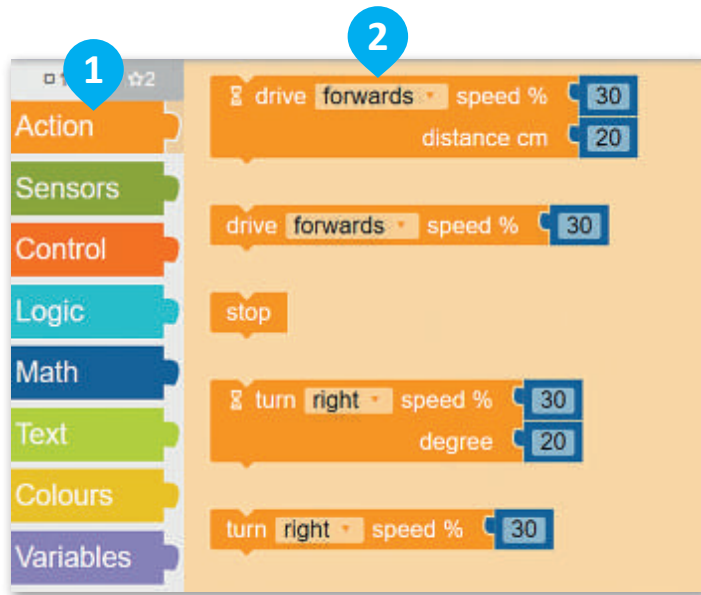 1
2
☆2
Action
Sensors
Control
Logic
Math
Text
Colours
Variables
drive forwards speed % 30
distance cm 20
drive forwards speed % 30
stop
turn right speed % 30
degree 20
turn right speed % 30